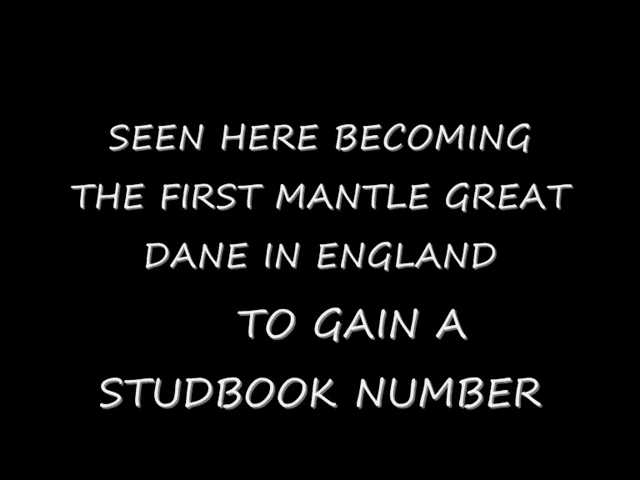 SEEN HERE BECOMING
THE FIRST MANTLE GREAT
DANE IN ENGLAND
TO GAIN A
STUDBOOK NUMBER